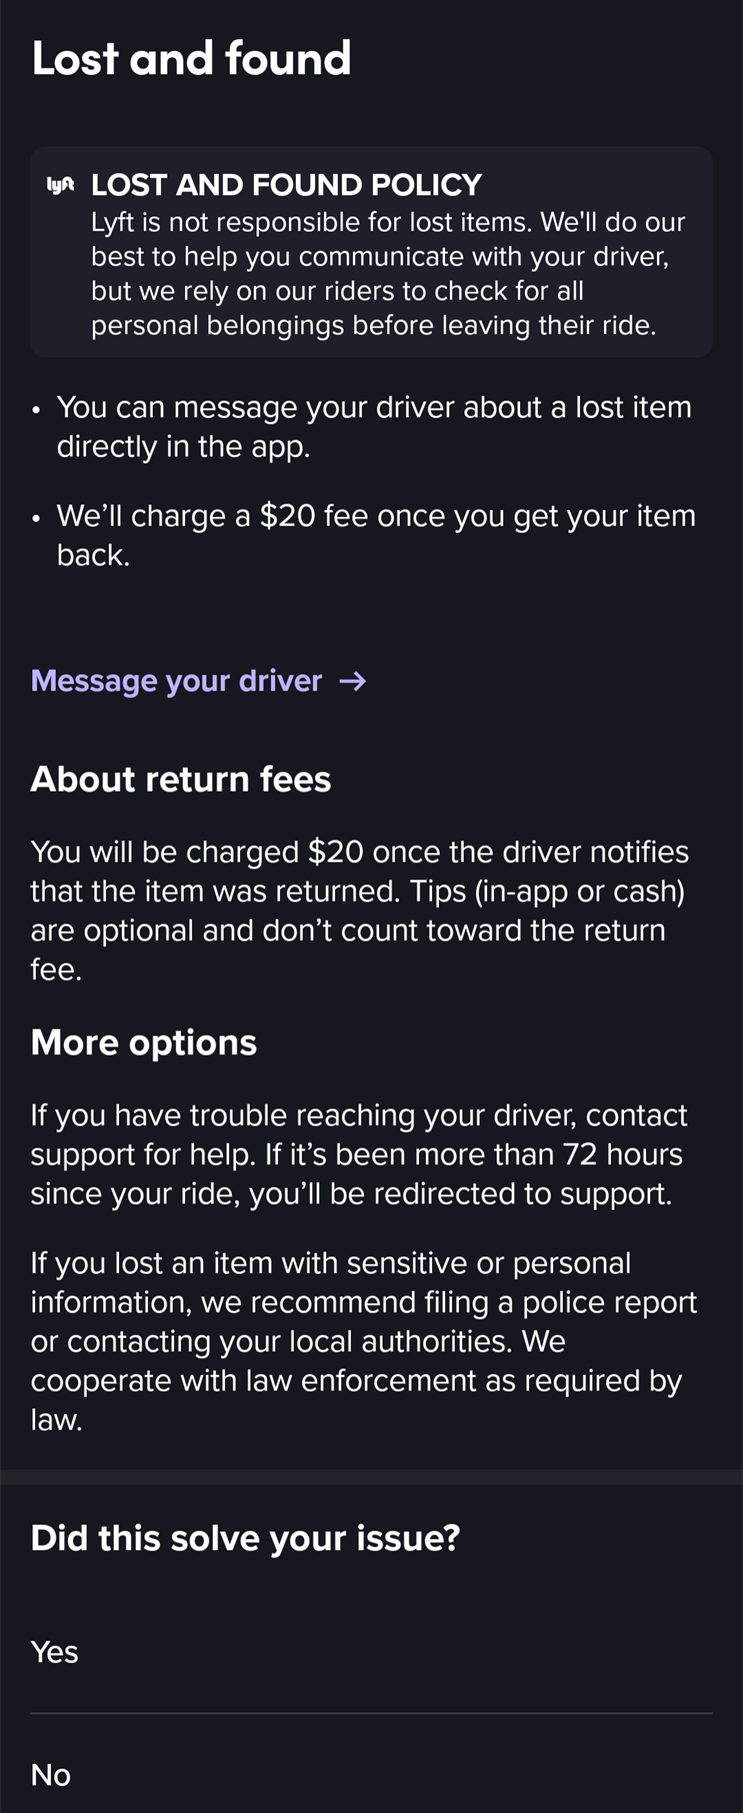 Lost and found
lyft LOST AND FOUND POLICY
Lyft is not responsible for lost items. We'll do our
best to help you communicate with your driver,
but we rely on our riders to check for all
personal belongings before leaving their ride.
• You can message your driver about a lost item
directly in the app.
• We’ll charge a $20 fee once you get your item
back.
Message your driver →
About return fees
You will be charged $20 once the driver notifies
that the item was returned. Tips (in-app or cash)
are optional and don’t count toward the return
fee.
More options
If you have trouble reaching your driver, contact
support for help. If it’s been more than 72 hours
since your ride, you’ll be redirected to support.
If you lost an item with sensitive or personal
information, we recommend filing a police report
or contacting your local authorities. We
cooperate with law enforcement as required by
law.
Did this solve your issue?
Yes
No